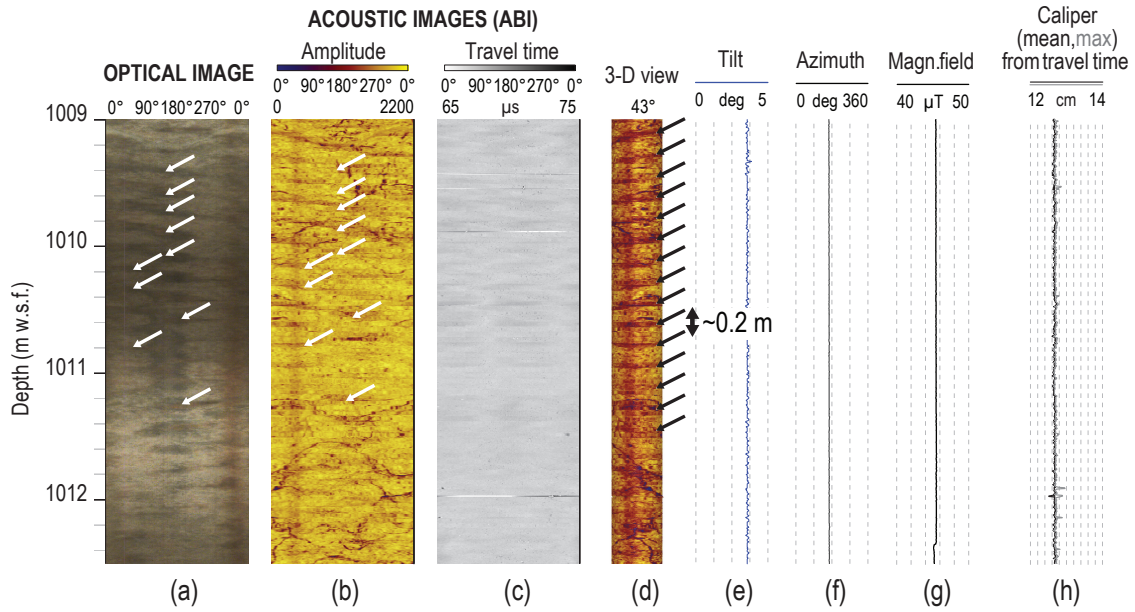 ACOUSTIC IMAGES (ABI)
OPTICAL IMAGE
0° 90° 180° 270° 0°
Amplitude
0° 90° 180° 270° 0°
0 2200
Travel time
0° 90° 180° 270° 0°
65 µs 75
3-D view
43°
Tilt
0 deg 5
Azimuth
0 deg 360
Magn.field
40 µT 50
Caliper
(mean,max)
from travel time
12 cm 14
Depth (m w.s.f.)
1009
1010
1011
1012
~0.2 m
(a) (b) (c) (d) (e) (f) (g) (h)